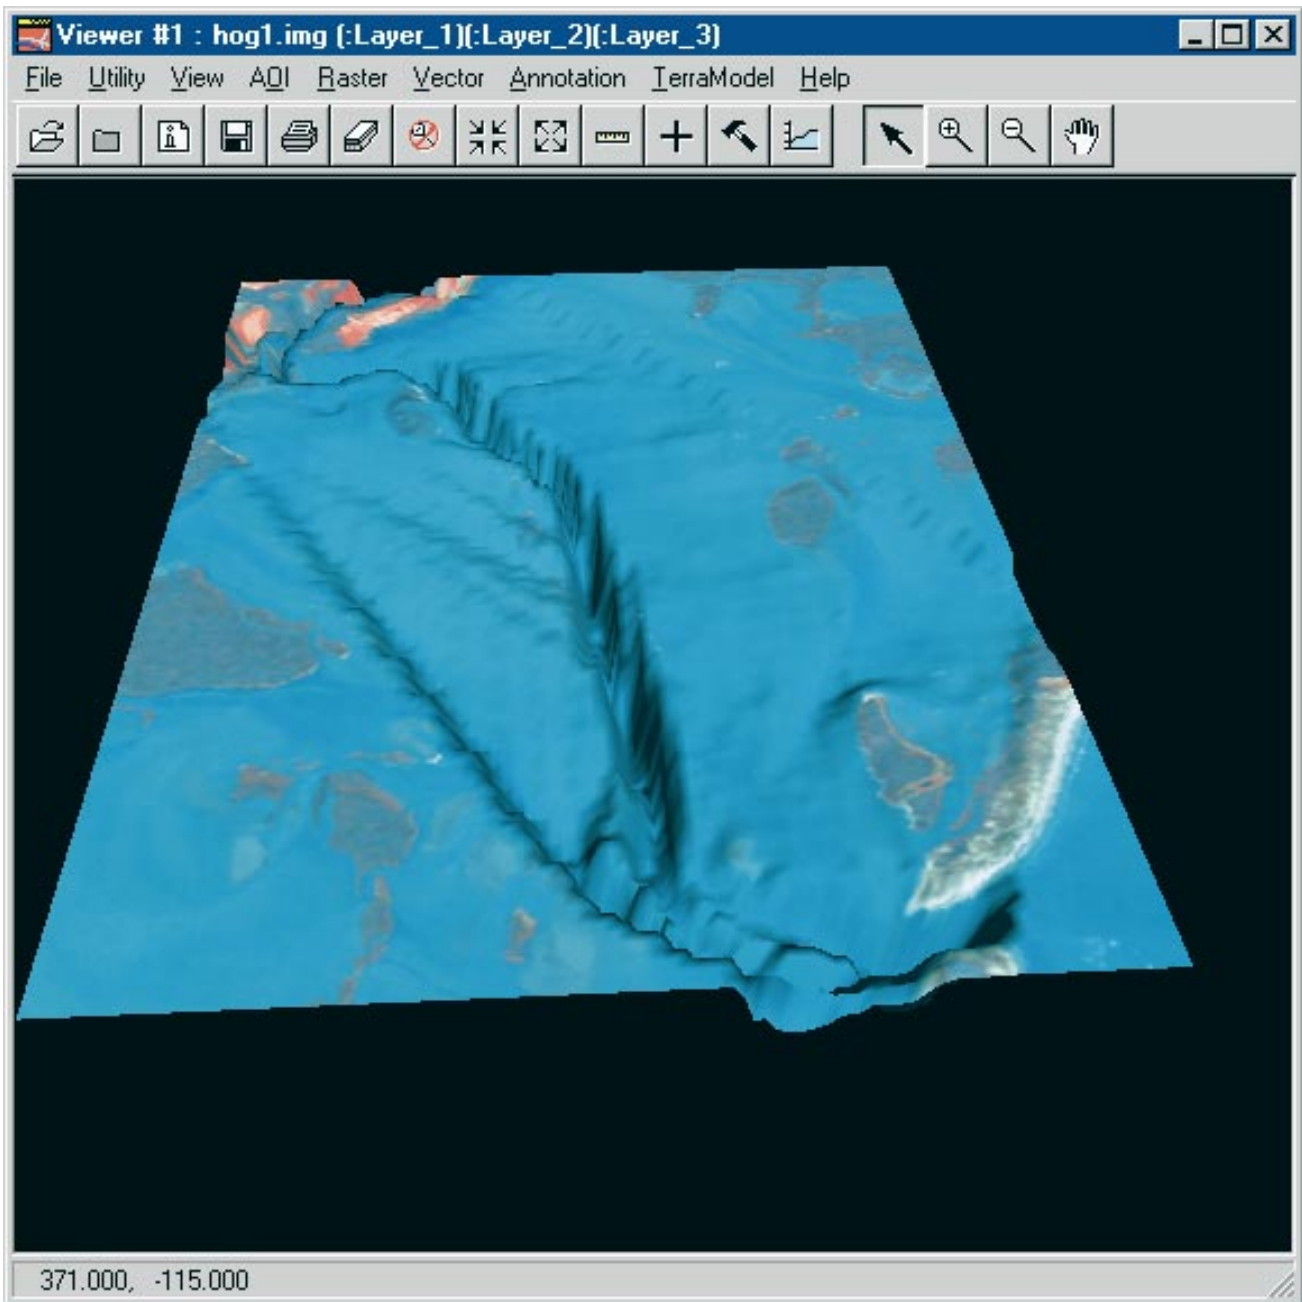 Viewer #1 : hog1.img (:Layer_1)(:Layer_2)(:Layer_3)
File Utility View AOI Raster Vector Annotation TerraModel Help
371.000, -115.000